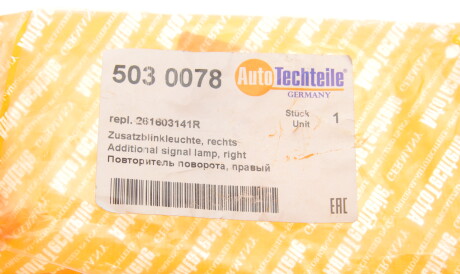 503 0078
AutoTechteile®
GERMANY
repl. 261603141R
Stück
Unit
1
Zusatzblinkleuchte, rechts
Additional signal lamp, right
Повторитель поворота, правый
EAC